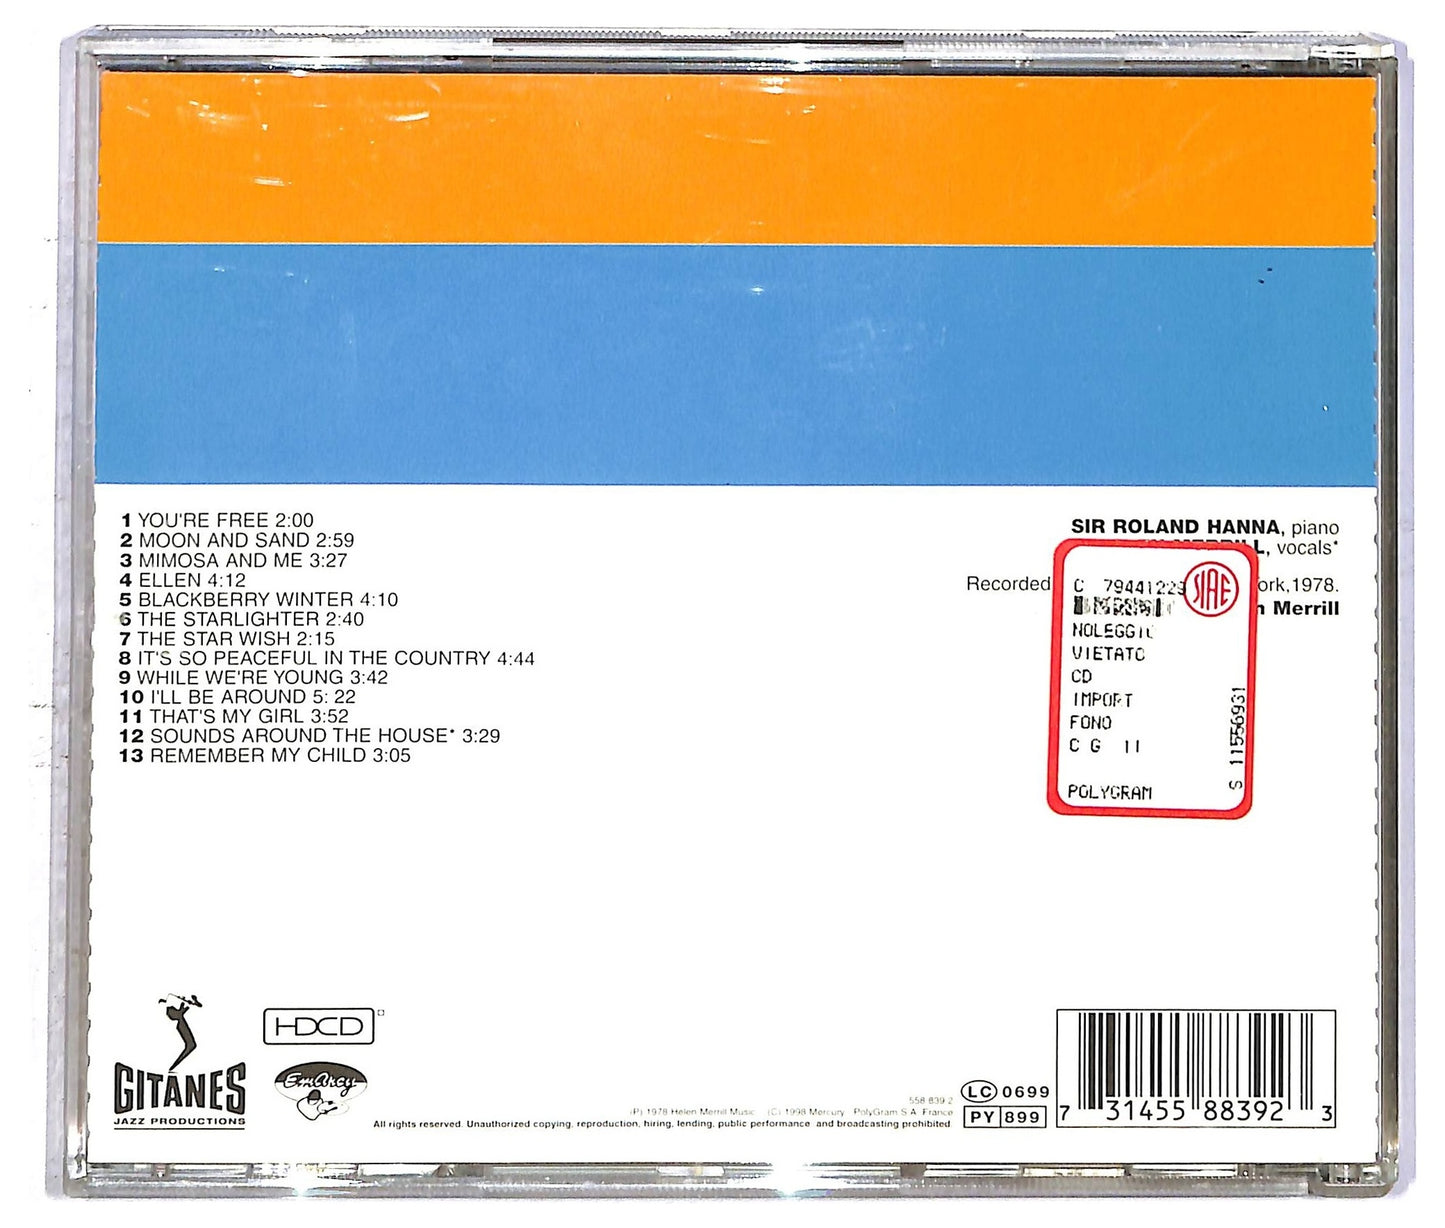 1 YOU'RE FREE 2:00
2 MOON AND SAND 2:59
3 MIMOSA AND ME 3:27
4 ELLEN 4:12
5 BLACKBERRY WINTER 4:10
6 THE STARLIGHTER 2:40
7 THE STAR WISH 2:15
8 IT'S SO PEACEFUL IN THE COUNTRY 4:44
9 WHILE WE'RE YOUNG 3:42
10 I'LL BE AROUND 5: 22
11 THAT'S MY GIRL 3:52
12 SOUNDS AROUND THE HOUSE* 3:29
13 REMEMBER MY CHILD 3:05
SIR ROLAND HANNA, piano
MERRILL, vocals*
Recorded ork,1978.
Merrill
C 79441229
SIAE
NOLEGGIO
VIETATO
CD
IMPORT
FONO
C G 11
POLYGRAM
S 11556931
GITANES
JAZZ PRODUCTIONS
HDCD
EmArcy
558 839-2
(P) 1978 Helen Merrill Music (C) 1998 Mercury PolyGram S.A. France
All rights reserved. Unauthorized copying, reproduction, hiring, lending, public performance and broadcasting prohibited.
LC 0699
PY 899
7 31455 88392 3